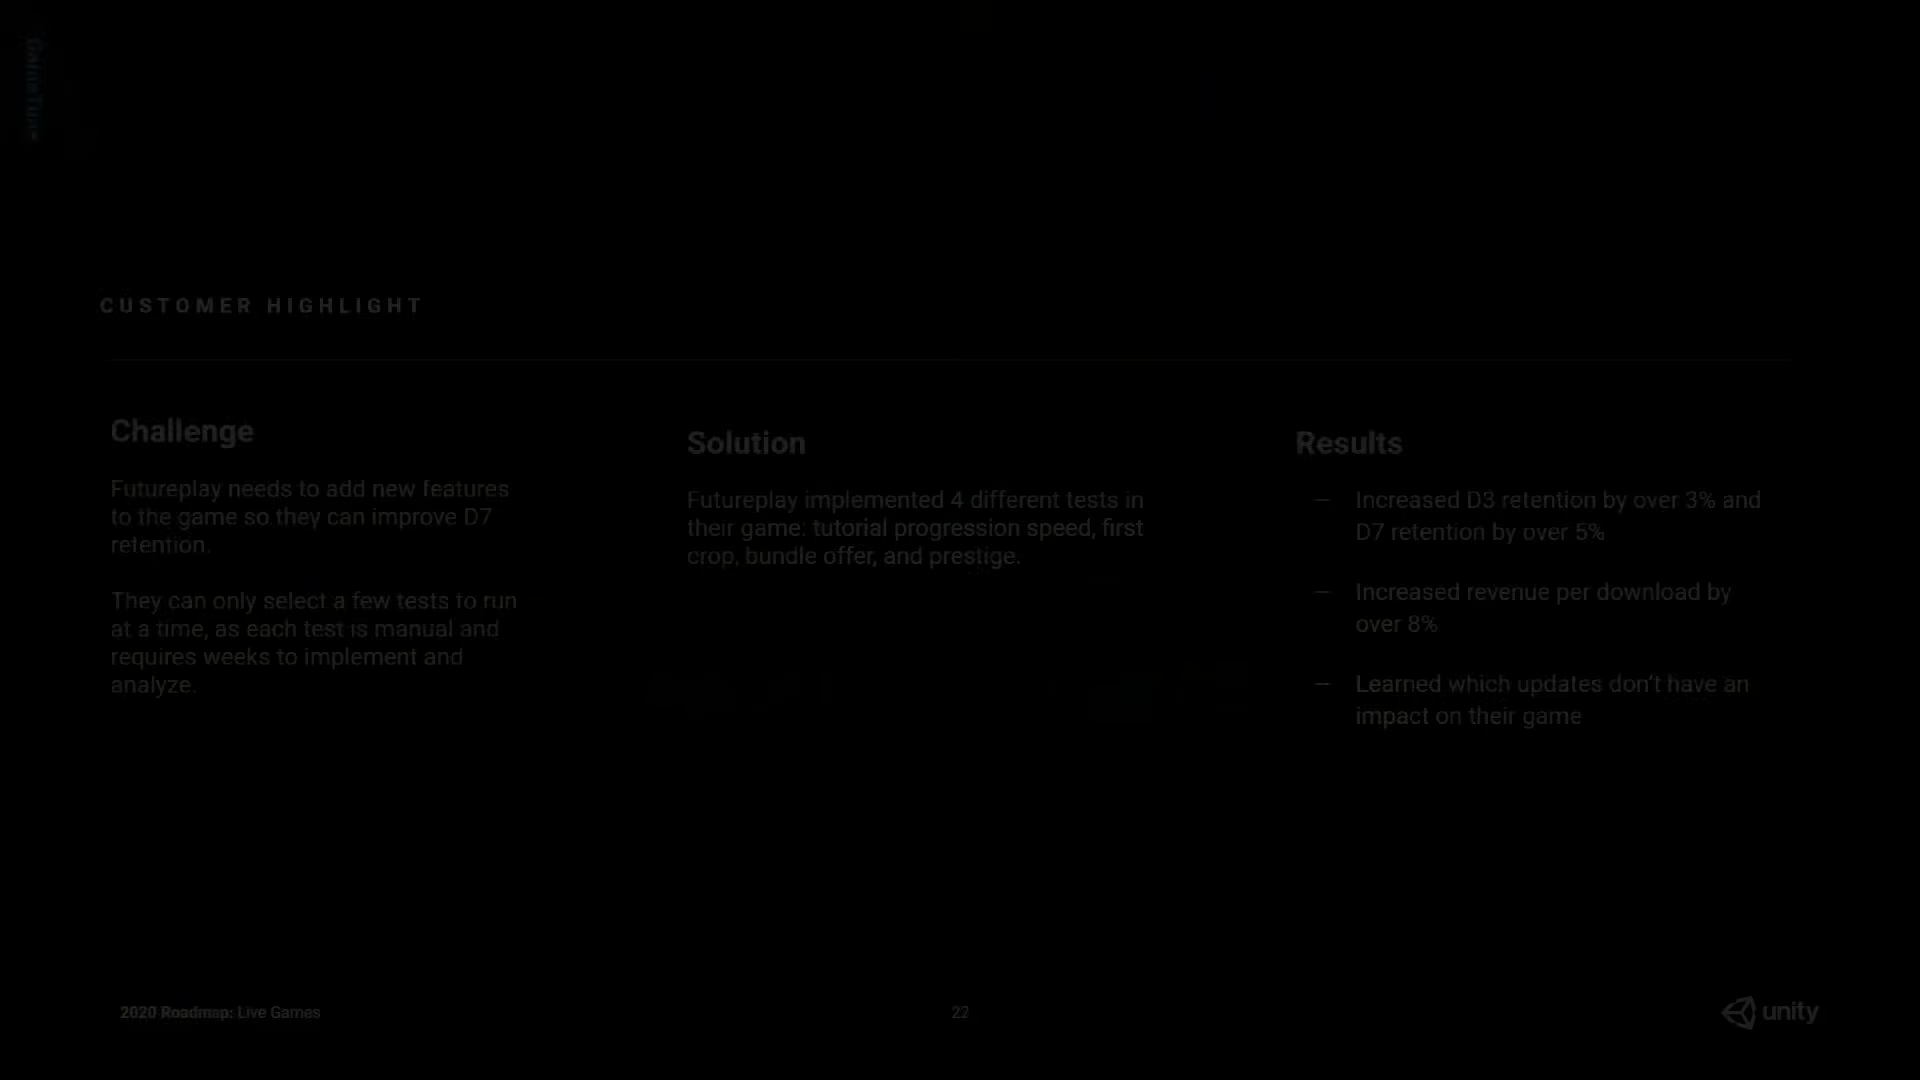 GameTune
CUSTOMER HIGHLIGHT
Challenge
Futureplay needs to add new features
to the game so they can improve D7
retention.
They can only select a few tests to run
at a time, as each test is manual and
requires weeks to implement and
analyze.
Solution
Futureplay implemented 4 different tests in
their game: tutorial progression speed, first
crop, bundle offer, and prestige.
Results
— Increased D3 retention by over 3% and
D7 retention by over 5%
— Increased revenue per download by
over 8%
— Learned which updates don't have an
impact on their game
2020 Roadmap: Live Games
22
unity